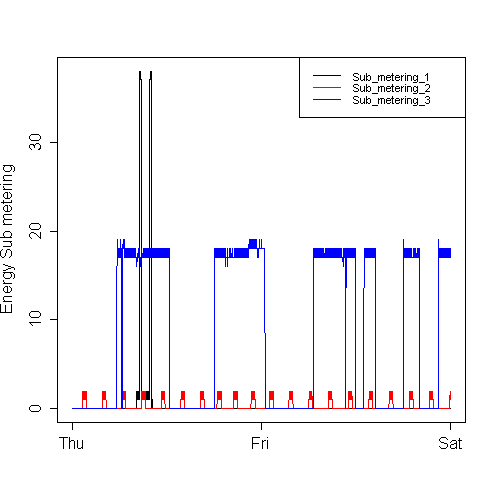 Sub_metering_1
Sub_metering_2
Sub_metering_3
Energy Sub metering
30
20
10
0
Thu Fri Sat